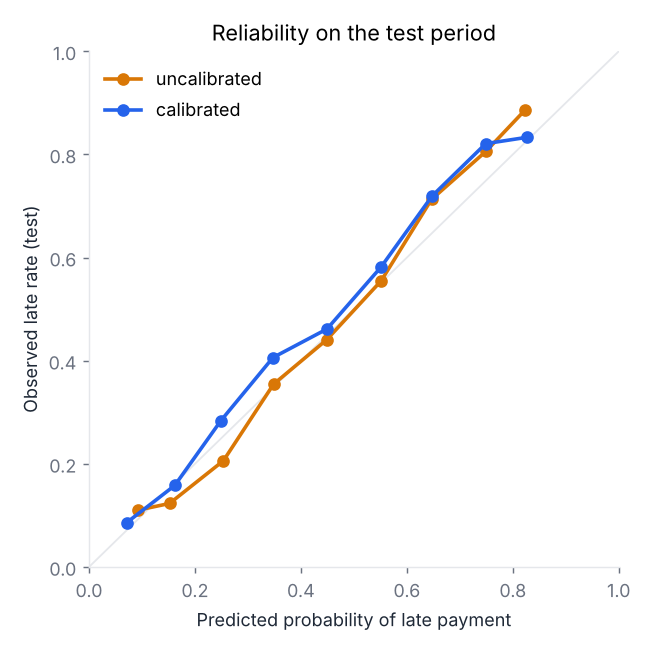 Reliability on the test period
uncalibrated
calibrated
1.0
0.8
0.6
0.4
0.2
0.0
Observed late rate (test)
0.0 0.2 0.4 0.6 0.8 1.0
Predicted probability of late payment